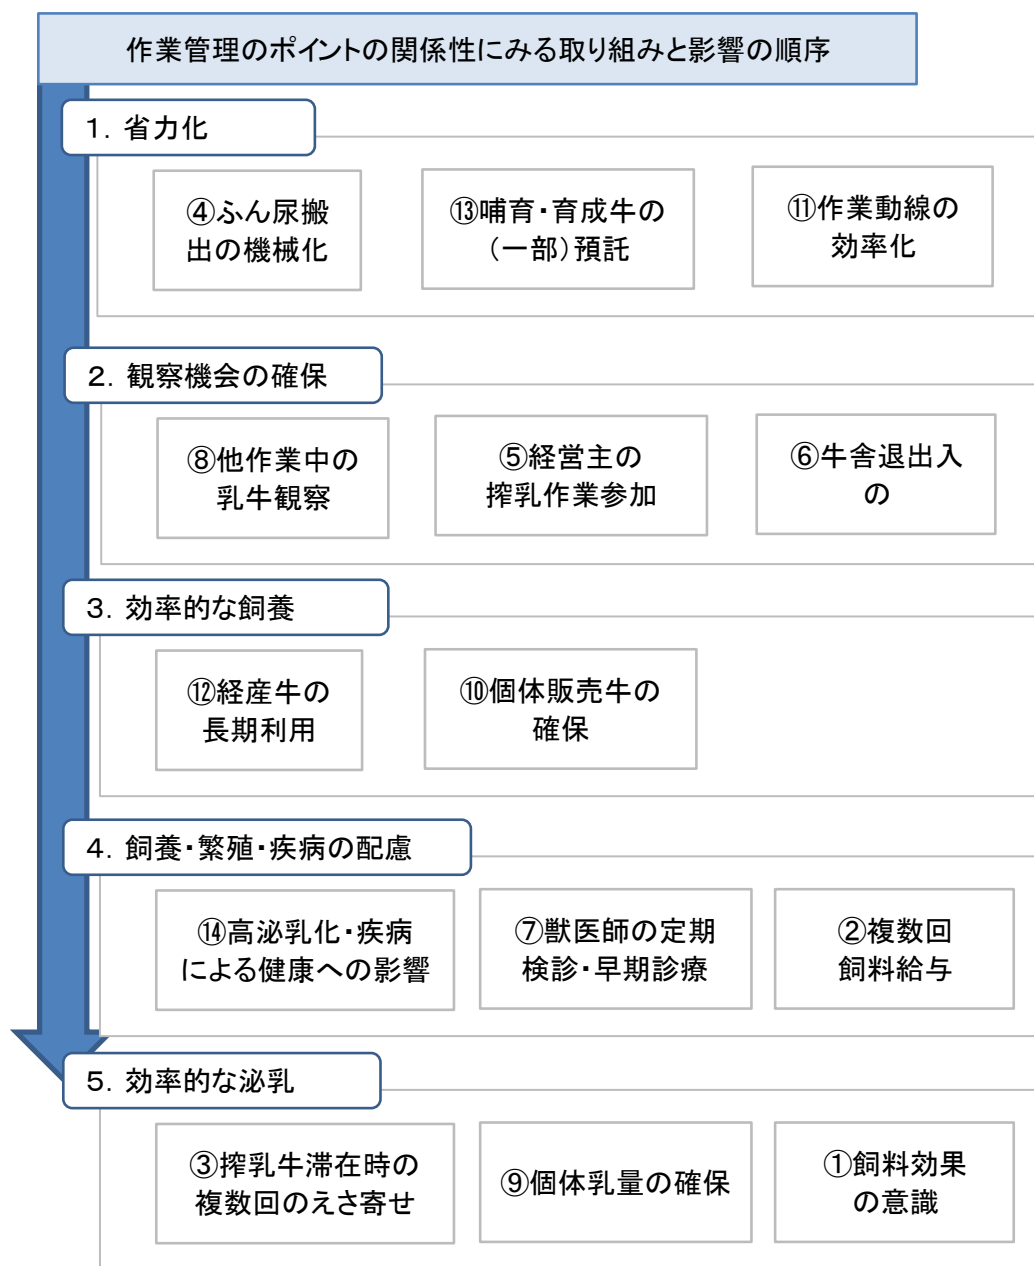 作業管理のポイントの関係性にみる取り組みと影響の順序
１．省力化
④ふん尿搬
出の機械化
⑬哺育・育成牛の
（一部）預託
⑪作業動線の
効率化
２．観察機会の確保
⑧他作業中の
乳牛観察
⑤経営主の
搾乳作業参加
⑥牛舎退出入
の
３．効率的な飼養
⑫経産牛の
長期利用
⑩個体販売牛の
確保
４．飼養・繁殖・疾病の配慮
⑭高泌乳化・疾病
による健康への影響
⑦獣医師の定期
検診・早期診療
②複数回
飼料給与
５．効率的な泌乳
③搾乳牛滞在時の
複数回のえさ寄せ
⑨個体乳量の確保
①飼料効果
の意識